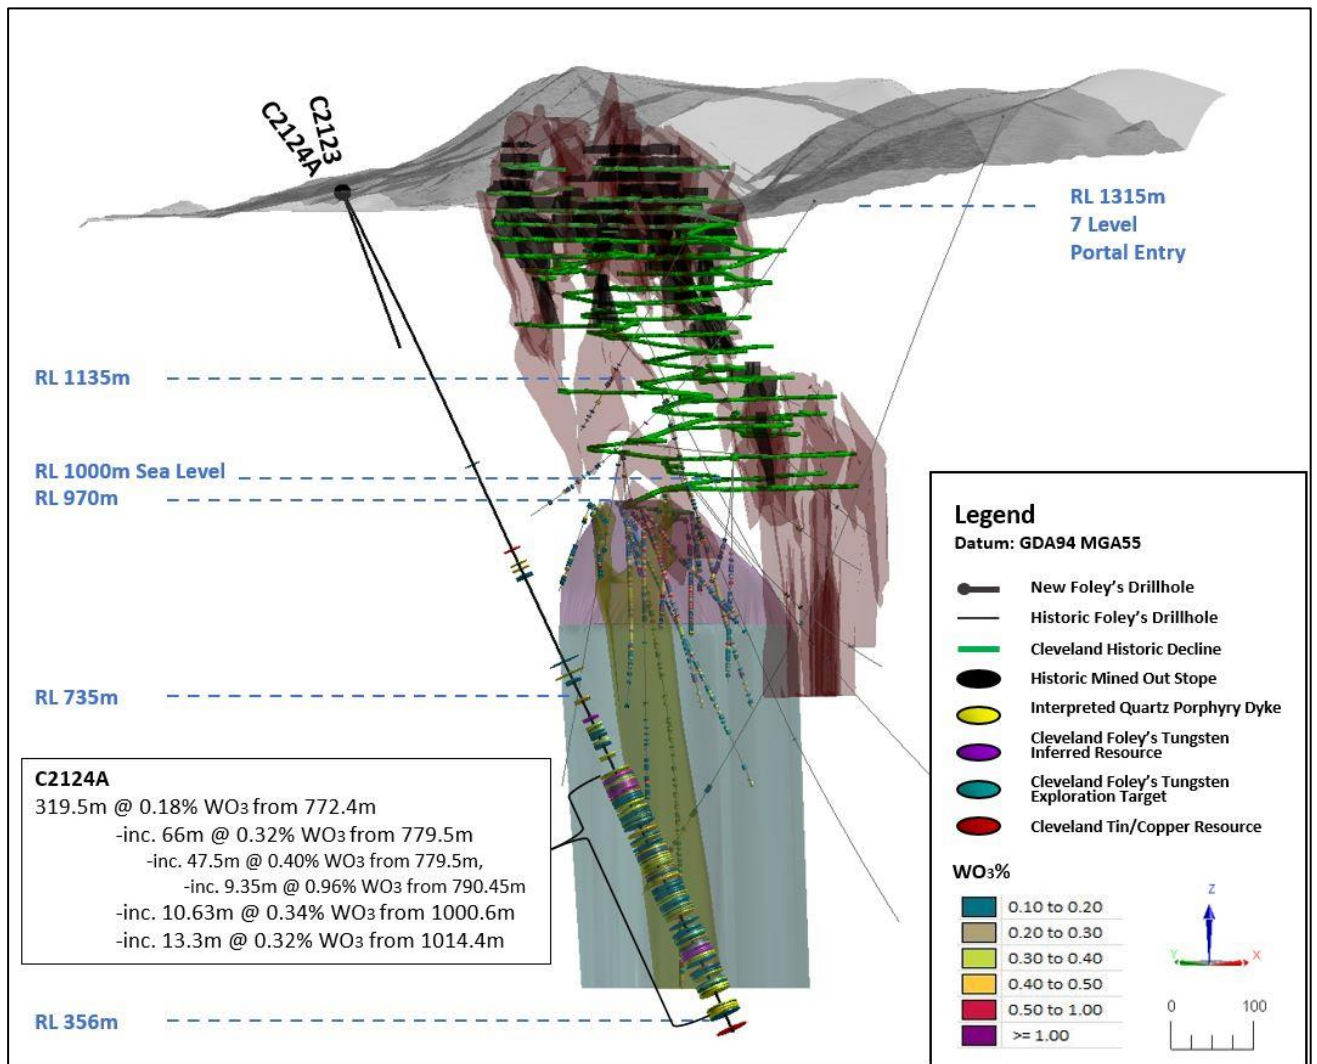 C2123
C2124A
RL 1315m
7 Level
Portal Entry
RL 1135m
RL 1000m Sea Level
RL 970m
RL 735m
C2124A
319.5m @ 0.18% WO3 from 772.4m
-inc. 66m @ 0.32% WO3 from 779.5m
-inc. 47.5m @ 0.40% WO3 from 779.5m,
-inc. 9.35m @ 0.96% WO3 from 790.45m
-inc. 10.63m @ 0.34% WO3 from 1000.6m
-inc. 13.3m @ 0.32% WO3 from 1014.4m
RL 356m
Legend
Datum: GDA94 MGA55
New Foley's Drillhole
Historic Foley's Drillhole
Cleveland Historic Decline
Historic Mined Out Stope
Interpreted Quartz Porphyry Dyke
Cleveland Foley's Tungsten
Inferred Resource
Cleveland Foley's Tungsten
Exploration Target
Cleveland Tin/Copper Resource
WO3%
0.10 to 0.20
0.20 to 0.30
0.30 to 0.40
0.40 to 0.50
0.50 to 1.00
>= 1.00
Z
Y X
0 100